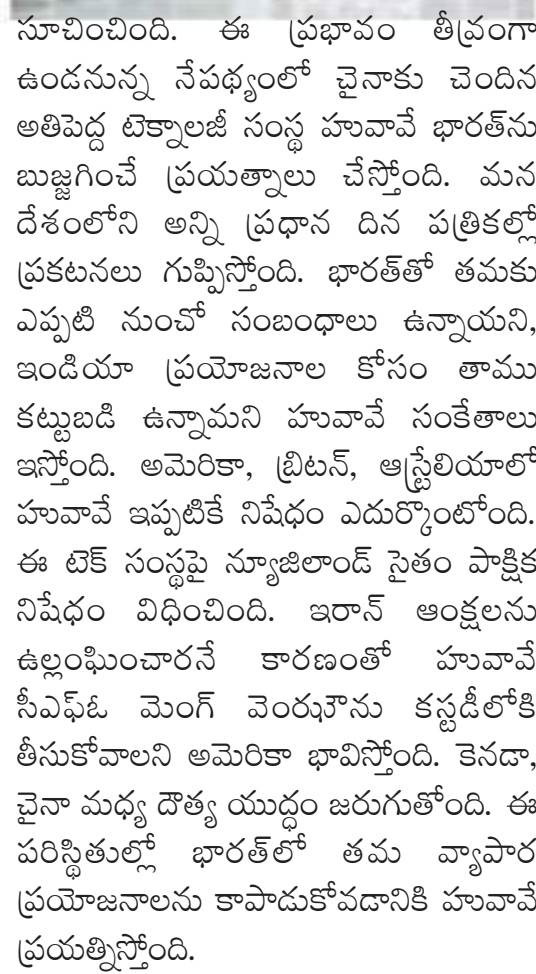 సూచించింది. ఈ ప్రభావం తీవ్రంగా
ఉండనున్న నేపథ్యంలో చైనాకు చెందిన
అతిపెద్ద టెక్నాలజీ సంస్థ హువావే భారత్‌ను
బుజ్జగించే ప్రయత్నాలు చేస్తోంది. మన
దేశంలోని అన్ని ప్రధాన దిన పత్రికల్లో
ప్రకటనలు గుప్పిస్తోంది. భారత్‌తో తమకు
ఎప్పటి నుంచో సంబంధాలు ఉన్నాయని,
ఇండియా ప్రయోజనాల కోసం తాము
కట్టుబడి ఉన్నామని హువావే సంకేతాలు
ఇస్తోంది. అమెరికా, బ్రిటన్, ఆస్ట్రేలియాలో
హువావే ఇప్పటికే నిషేధం ఎదుర్కొంటోంది.
ఈ టెక్ సంస్థపై న్యూజిలాండ్ సైతం పాక్షిక
నిషేధం విధించింది. ఇరాన్ ఆంక్షలను
ఉల్లంఘించారనే కారణంతో హువావే
సీఎఫ్ఓ మెంగ్ వెంఝౌను కస్టడీలోకి
తీసుకోవాలని అమెరికా భావిస్తోంది. కెనడా,
చైనా మధ్య దౌత్య యుద్ధం జరుగుతోంది. ఈ
పరిస్థితుల్లో భారత్‌లో తమ వ్యాపార
ప్రయోజనాలను కాపాడుకోవడానికి హువావే
ప్రయత్నిస్తోంది.